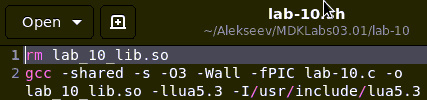 Open
lab-10.sh
~/Alekseev/MDKLabs03.01/lab-10
1 rm lab_10_lib.so
2 gcc -shared -s -O3 -Wall -fPIC lab-10.c -o
lab_10_lib.so -llua5.3 -I/usr/include/lua5.3